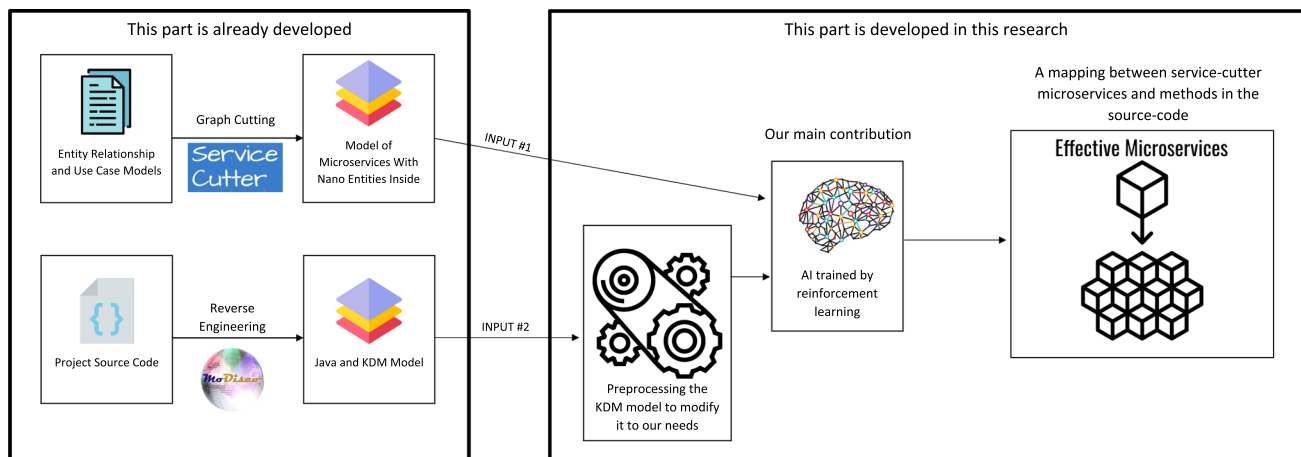 This part is already developed
Entity Relationship
and Use Case Models
Graph Cutting
Service
Cutter
Model of
Microservices With
Nano Entities Inside
Project Source Code
Reverse
Engineering
MoDisco
Java and KDM Model
INPUT #1
INPUT #2
This part is developed in this research
Preprocessing the
KDM model to modify
it to our needs
Our main contribution
AI trained by
reinforcement
learning
A mapping between service-cutter
microservices and methods in the
source-code
Effective Microservices